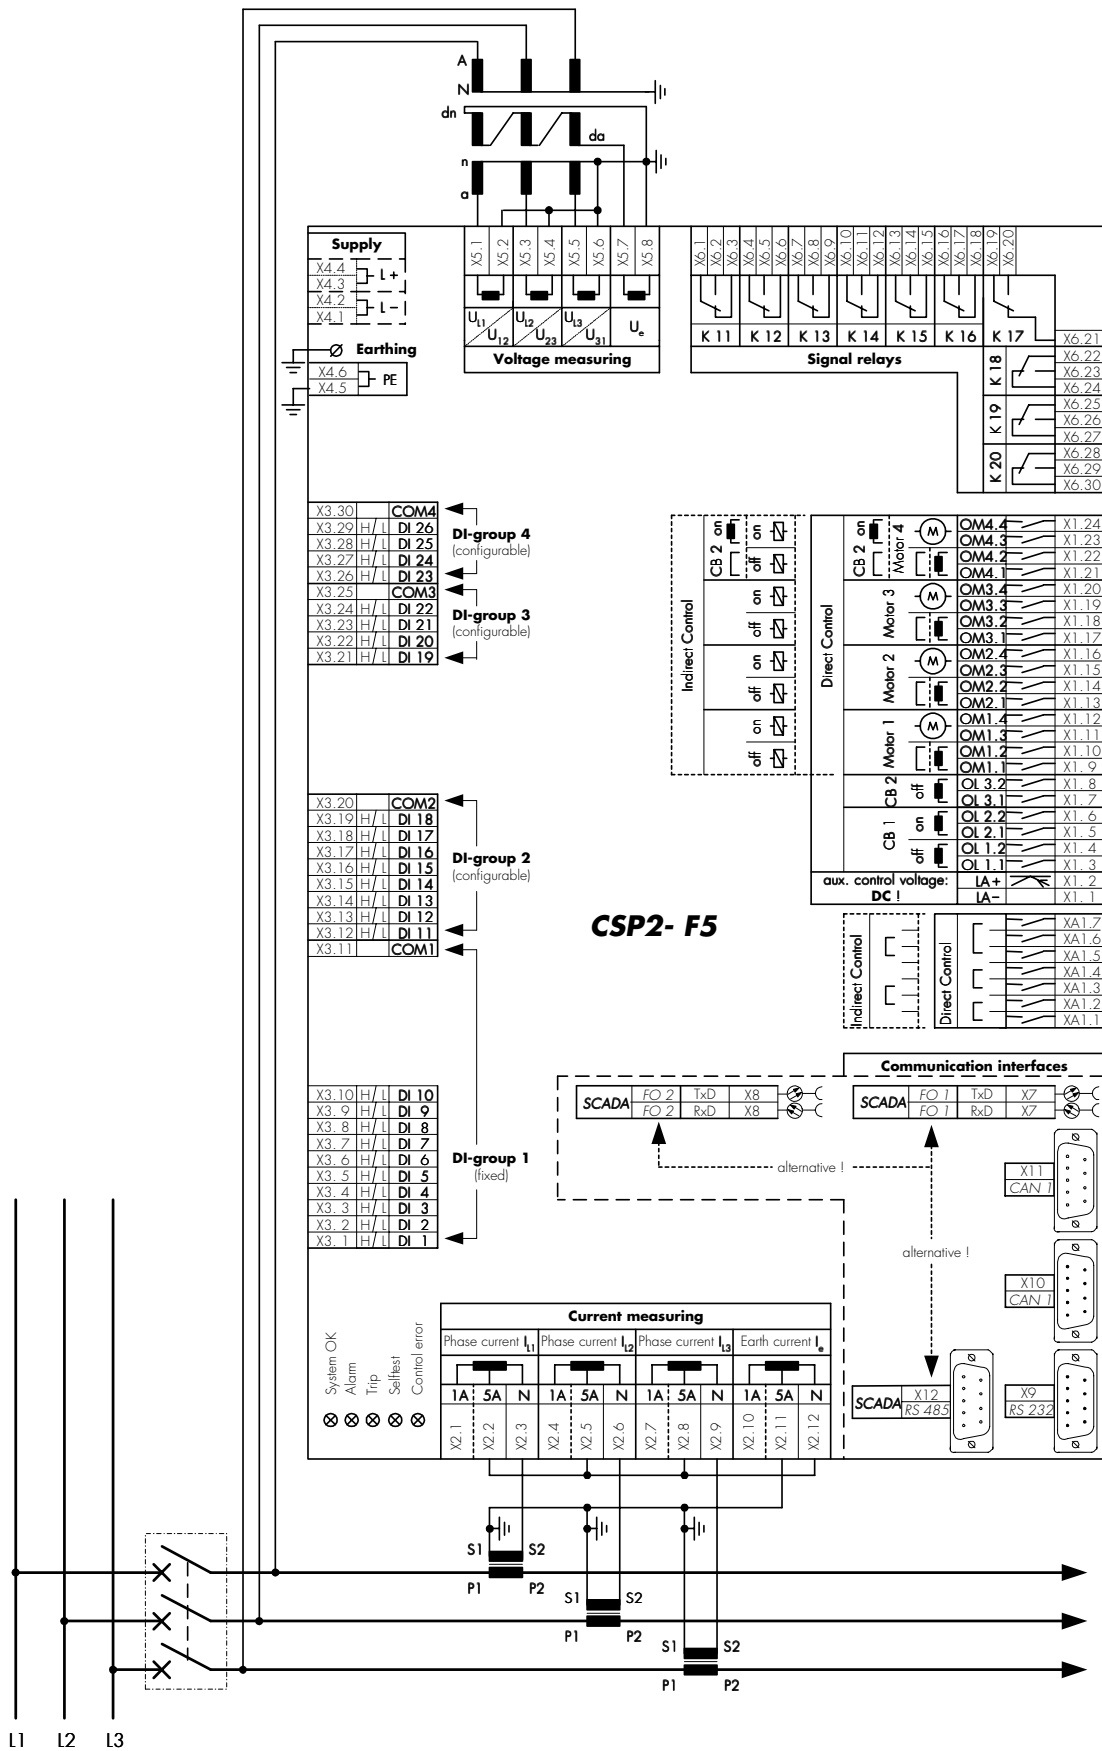 A
N
dn
da
n
a
Supply
X4.4
X4.3
L+
X4.2
X4.1
L−
Earthing
X4.6
X4.5
PE
X5.1 X5.2 X5.3 X5.4 X5.5 X5.6 X5.7 X5.8
UL1/U12 UL2/U23 UL3/U31 Ue
Voltage measuring
X6.1 X6.2 X6.3 X6.4 X6.5 X6.6 X6.7 X6.8 X6.9 X6.10 X6.11 X6.12 X6.13 X6.14 X6.15 X6.16 X6.17 X6.18 X6.19 X6.20
K 11 K 12 K 13 K 14 K 15 K 16 K 17
Signal relays
X6.21
K 18
X6.22
X6.23
X6.24
K 19
X6.25
X6.26
X6.27
K 20
X6.28
X6.29
X6.30
X3.30 COM4
X3.29 H/L DI 26
X3.28 H/L DI 25
X3.27 H/L DI 24
X3.26 H/L DI 23
DI-group 4
(configurable)
X3.25 COM3
X3.24 H/L DI 22
X3.23 H/L DI 21
X3.22 H/L DI 20
X3.21 H/L DI 19
DI-group 3
(configurable)
X3.20 COM2
X3.19 H/L DI 18
X3.18 H/L DI 17
X3.17 H/L DI 16
X3.16 H/L DI 15
X3.15 H/L DI 14
X3.14 H/L DI 13
X3.13 H/L DI 12
X3.12 H/L DI 11
DI-group 2
(configurable)
X3.11 COM1
X3.10 H/L DI 10
X3. 9 H/L DI 9
X3. 8 H/L DI 8
X3. 7 H/L DI 7
X3. 6 H/L DI 6
X3. 5 H/L DI 5
X3. 4 H/L DI 4
X3. 3 H/L DI 3
X3. 2 H/L DI 2
X3. 1 H/L DI 1
DI-group 1
(fixed)
Indirect Control
CB 2 on
on
off
on
off
on
off
on
off
Direct Control
CB 2 on
Motor 4
M
Motor 3
M
Motor 2
M
Motor 1
M
CB 2
off
CB 1
on
off
OM4.4 X1.24
OM4.3 X1.23
OM4.2 X1.22
OM4.1 X1.21
OM3.4 X1.20
OM3.3 X1.19
OM3.2 X1.18
OM3.1 X1.17
OM2.4 X1.16
OM2.3 X1.15
OM2.2 X1.14
OM2.1 X1.13
OM1.4 X1.12
OM1.3 X1.11
OM1.2 X1.10
OM1.1 X1. 9
OL 3.2 X1. 8
OL 3.1 X1. 7
OL 2.2 X1. 6
OL 2.1 X1. 5
OL 1.2 X1. 4
OL 1.1 X1. 3
aux. control voltage:
DC !
LA+ X1. 2
LA− X1. 1
CSP2- F5
Indirect Control
Direct Control
XA1.7
XA1.6
XA1.5
XA1.4
XA1.3
XA1.2
XA1.1
Communication interfaces
SCADA
FO 2 TxD X8
FO 2 RxD X8
SCADA
FO 1 TxD X7
FO 1 RxD X7
alternative !
X11
CAN 1
alternative !
X10
CAN 1
SCADA
X12
RS 485
X9
RS 232
System OK
Alarm
Trip
Selftest
Control error
Current measuring
Phase current IL1 Phase current IL2 Phase current IL3 Earth current Ie
1A 5A N 1A 5A N 1A 5A N 1A 5A N
X2.1 X2.2 X2.3 X2.4 X2.5 X2.6 X2.7 X2.8 X2.9 X2.10 X2.11 X2.12
S1 S2
P1 P2
S1 S2
P1 P2
S1 S2
P1 P2
L1 L2 L3